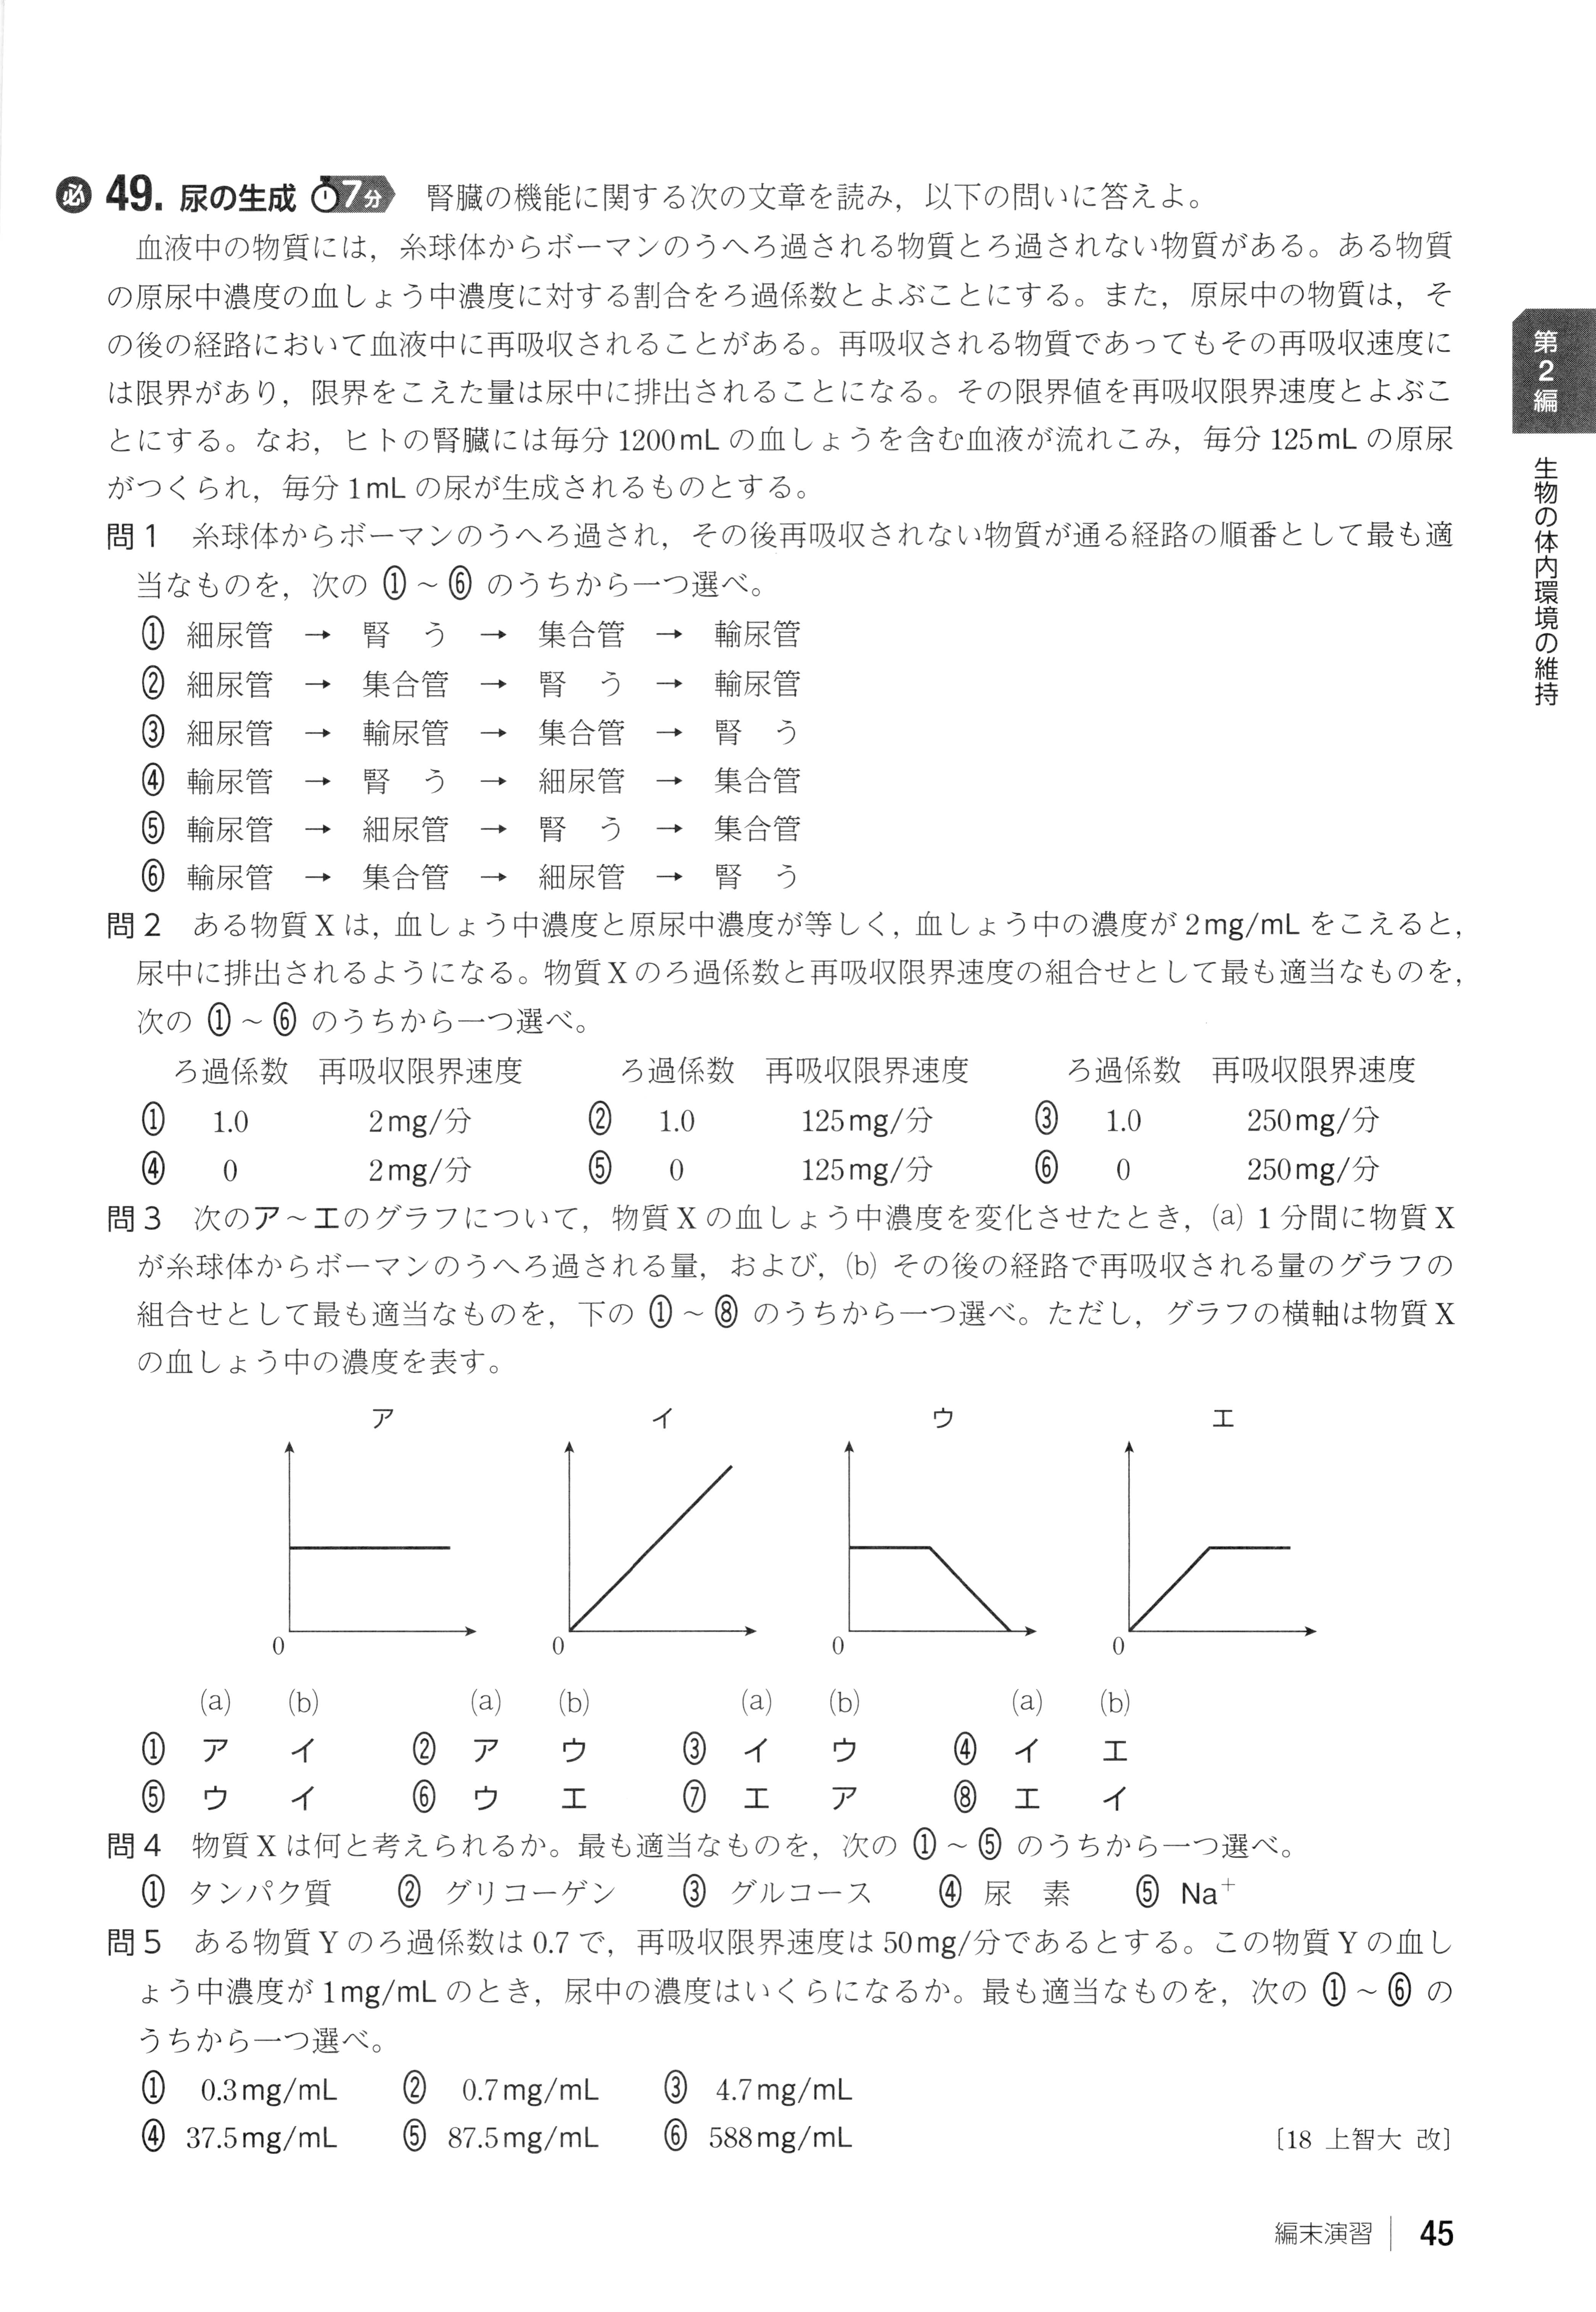 必 49. 尿の生成 7分 腎臓の機能に関する次の文章を読み，以下の問いに答えよ。
血液中の物質には，糸球体からボーマンのうへろ過される物質とろ過されない物質がある。ある物質
の原尿中濃度の血しょう中濃度に対する割合をろ過係数とよぶことにする。また，原尿中の物質は，そ
の後の経路において血液中に再吸収されることがある。再吸収される物質であってもその再吸収速度に
は限界があり，限界をこえた量は尿中に排出されることになる。その限界値を再吸収限界速度とよぶこ
とにする。なお，ヒトの腎臓には毎分 1200mL の血しょうを含む血液が流れこみ，毎分 125mL の原尿
がつくられ，毎分 1mL の尿が生成されるものとする。
問1 糸球体からボーマンのうへろ過され，その後再吸収されない物質が通る経路の順番として最も適
当なものを，次の ①～⑥ のうちから一つ選べ。
① 細尿管 → 腎う → 集合管 → 輸尿管
② 細尿管 → 集合管 → 腎う → 輸尿管
③ 細尿管 → 輸尿管 → 集合管 → 腎う
④ 輸尿管 → 腎う → 細尿管 → 集合管
⑤ 輸尿管 → 細尿管 → 腎う → 集合管
⑥ 輸尿管 → 集合管 → 細尿管 → 腎う
問2 ある物質Xは，血しょう中濃度と原尿中濃度が等しく，血しょう中の濃度が 2mg/mL をこえると，
尿中に排出されるようになる。物質Xのろ過係数と再吸収限界速度の組合せとして最も適当なものを，
次の ①～⑥ のうちから一つ選べ。
ろ過係数 再吸収限界速度 ろ過係数 再吸収限界速度 ろ過係数 再吸収限界速度
① 1.0 2mg/分 ② 1.0 125mg/分 ③ 1.0 250mg/分
④ 0 2mg/分 ⑤ 0 125mg/分 ⑥ 0 250mg/分
問3 次のア～エのグラフについて，物質Xの血しょう中濃度を変化させたとき，(a) 1分間に物質X
が糸球体からボーマンのうへろ過される量，および，(b) その後の経路で再吸収される量のグラフの
組合せとして最も適当なものを，下の ①～⑧ のうちから一つ選べ。ただし，グラフの横軸は物質X
の血しょう中の濃度を表す。
ア イ ウ エ
0 0 0 0
(a) (b) (a) (b) (a) (b) (a) (b)
① ア イ ② ア ウ ③ イ ウ ④ イ エ
⑤ ウ イ ⑥ ウ エ ⑦ エ ア ⑧ エ イ
問4 物質Xは何と考えられるか。最も適当なものを，次の ①～⑤ のうちから一つ選べ。
① タンパク質 ② グリコーゲン ③ グルコース ④ 尿素 ⑤ Na⁺
問5 ある物質Yのろ過係数は 0.7 で，再吸収限界速度は 50mg/分であるとする。この物質Yの血し
ょう中濃度が 1mg/mL のとき，尿中の濃度はいくらになるか。最も適当なものを，次の ①～⑥ の
うちから一つ選べ。
① 0.3mg/mL ② 0.7mg/mL ③ 4.7mg/mL
④ 37.5mg/mL ⑤ 87.5mg/mL ⑥ 588mg/mL
〔18 上智大 改〕
第2編
生物の体内環境の維持
編末演習 45